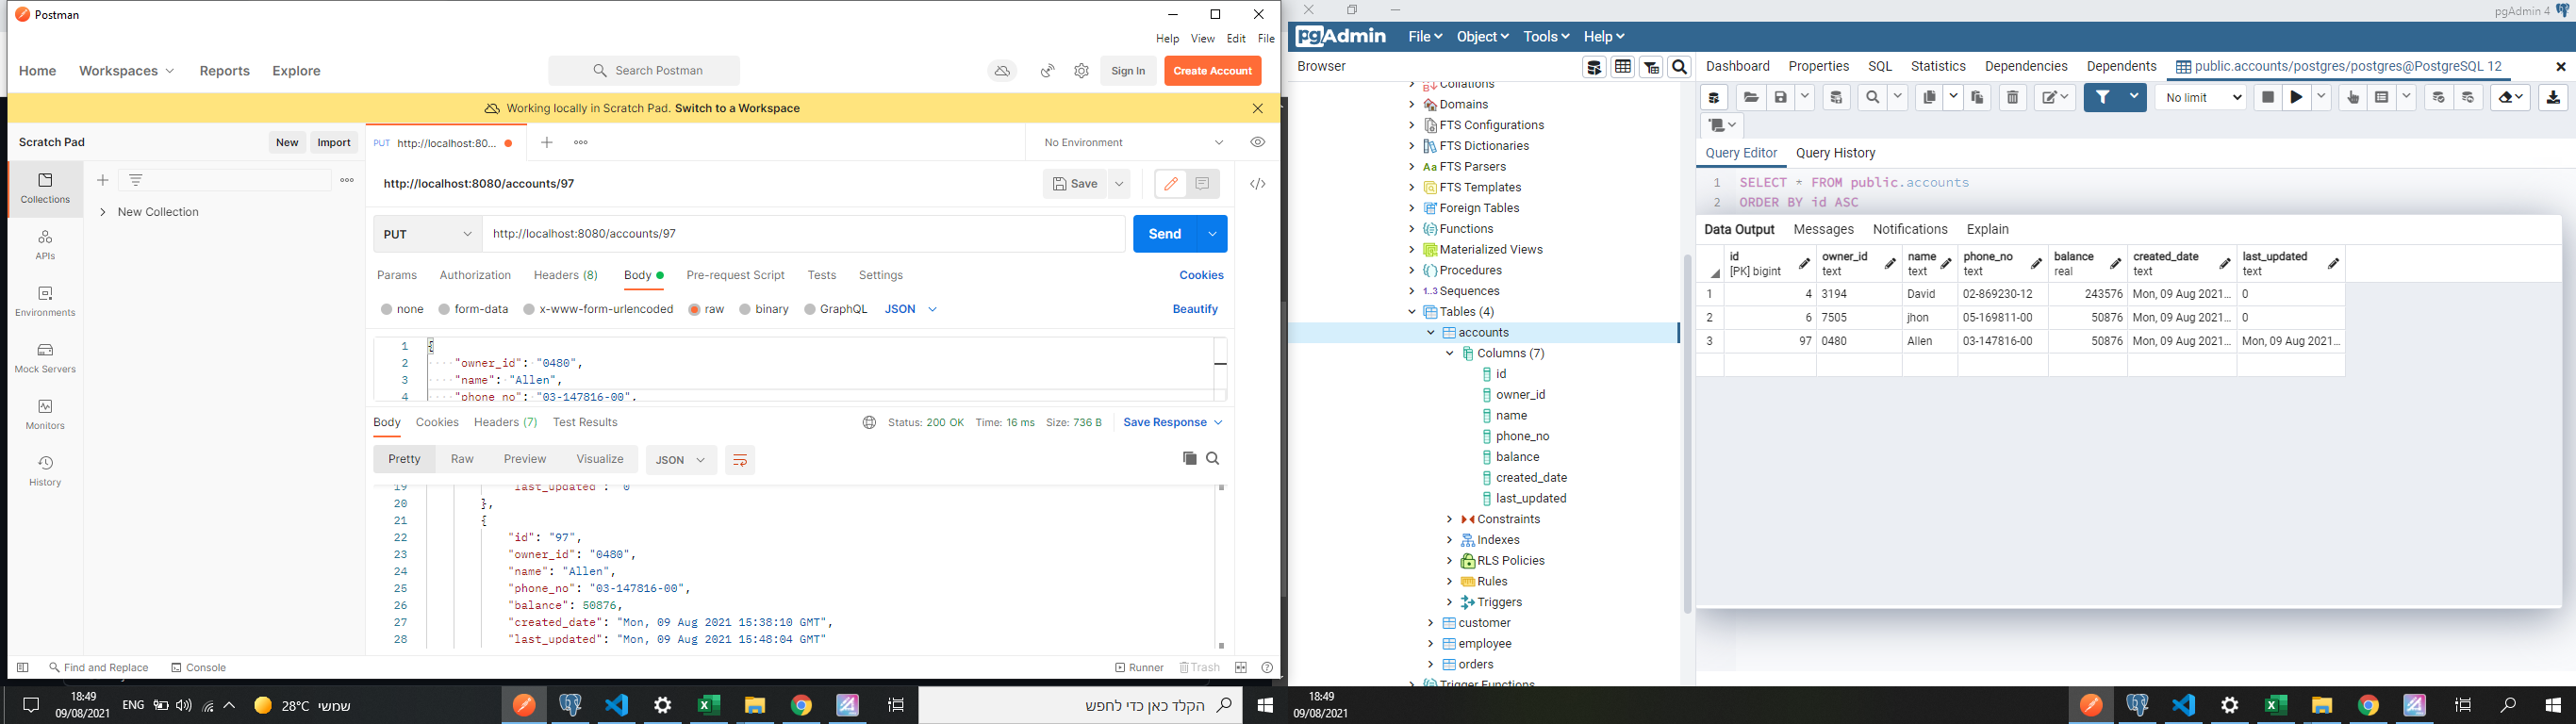 Postman
Help View Edit File
Home Workspaces Reports Explore
Search Postman
Sign In
Create Account
Working locally in Scratch Pad. Switch to a Workspace
Scratch Pad
New
Import
PUT http://localhost:80...
No Environment
Collections
APIs
Environments
Mock Servers
Monitors
History
New Collection
http://localhost:8080/accounts/97
Save
PUT
http://localhost:8080/accounts/97
Send
Params Authorization Headers (8) Body Pre-request Script Tests Settings
Cookies
none form-data x-www-form-urlencoded raw binary GraphQL JSON
Beautify
1 {
2 "owner_id": "0480",
3 "name": "Allen",
4 "phone_no": "03-147816-00",
Body Cookies Headers (7) Test Results
Status: 200 OK Time: 16 ms Size: 736 B Save Response
Pretty Raw Preview Visualize JSON
19 last_updated : 0
20 },
21 {
22 "id": "97",
23 "owner_id": "0480",
24 "name": "Allen",
25 "phone_no": "03-147816-00",
26 "balance": 50876,
27 "created_date": "Mon, 09 Aug 2021 15:38:10 GMT",
28 "last_updated": "Mon, 09 Aug 2021 15:48:04 GMT"
Find and Replace Console
Runner Trash
18:49
09/08/2021
ENG
28°C שמשי
הקלד כאן כדי לחפש
pgAdmin 4
pgAdmin
File Object Tools Help
Browser
Collations
Domains
FTS Configurations
FTS Dictionaries
FTS Parsers
FTS Templates
Foreign Tables
Functions
Materialized Views
Procedures
Sequences
Tables (4)
accounts
Columns (7)
id
owner_id
name
phone_no
balance
created_date
last_updated
Constraints
Indexes
RLS Policies
Rules
Triggers
customer
employee
orders
Trigger Functions
Dashboard Properties SQL Statistics Dependencies Dependents public.accounts/postgres/postgres@PostgreSQL 12
No limit
Query Editor Query History
1 SELECT * FROM public.accounts
2 ORDER BY id ASC
Data Output Messages Notifications Explain
id [PK] bigint owner_id text name text phone_no text balance real created_date text last_updated text
1 4 3194 David 02-869230-12 243576 Mon, 09 Aug 2021... 0
2 6 7505 jhon 05-169811-00 50876 Mon, 09 Aug 2021... 0
3 97 0480 Allen 03-147816-00 50876 Mon, 09 Aug 2021... Mon, 09 Aug 2021...
18:49
09/08/2021